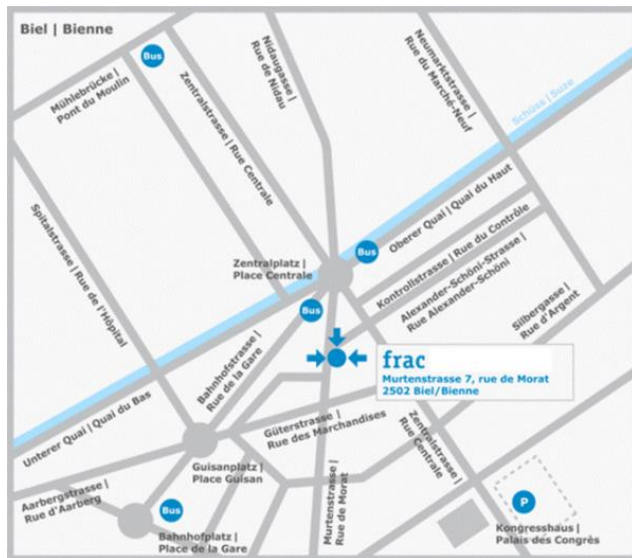 Biel | Bienne
Bus
Mühlebrücke |
Pont du Moulin
Zentralstrasse | Rue Centrale
Nidaugasse |
Rue de Nidau
Neumarktstrasse |
Rue du Marché-Neuf
Schüss | Suze
Spitalstrasse | Rue de l'Hôpital
Zentralplatz |
Place Centrale
Bus
Oberer Quai | Quai du Haut
Kontrollstrasse | Rue du Contrôle
Alexander-Schöni-Strasse |
Rue Alexander-Schöni
Silbergasse |
Rue d'Argent
Bus
Bahnhofstrasse |
Rue de la Gare
frac
Murtenstrasse 7, rue de Morat
2502 Biel/Bienne
Unterer Quai | Quai du Bas
Güterstrasse |
Rue des Marchandises
Zentralstrasse |
Rue Centrale
Guisanplatz |
Place Guisan
Murtenstrasse |
Rue de Morat
Aarbergstrasse |
Rue d'Aarberg
Bus
Bahnhofplatz |
Place de la Gare
P
Kongresshaus |
Palais des Congrès